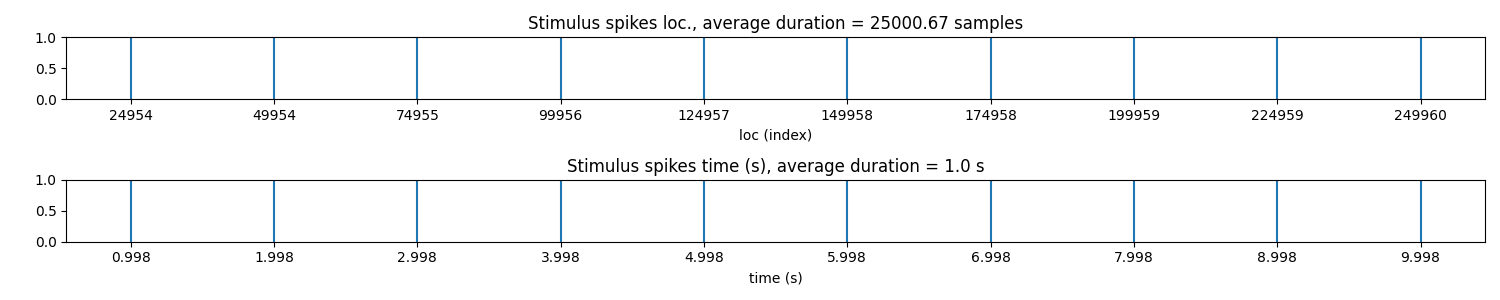 Stimulus spikes loc., average duration = 25000.67 samples
1.0
0.5
0.0
24954 49954 74955 99956 124957 149958 174958 199959 224959 249960
loc (index)
Stimulus spikes time (s), average duration = 1.0 s
1.0
0.5
0.0
0.998 1.998 2.998 3.998 4.998 5.998 6.998 7.998 8.998 9.998
time (s)